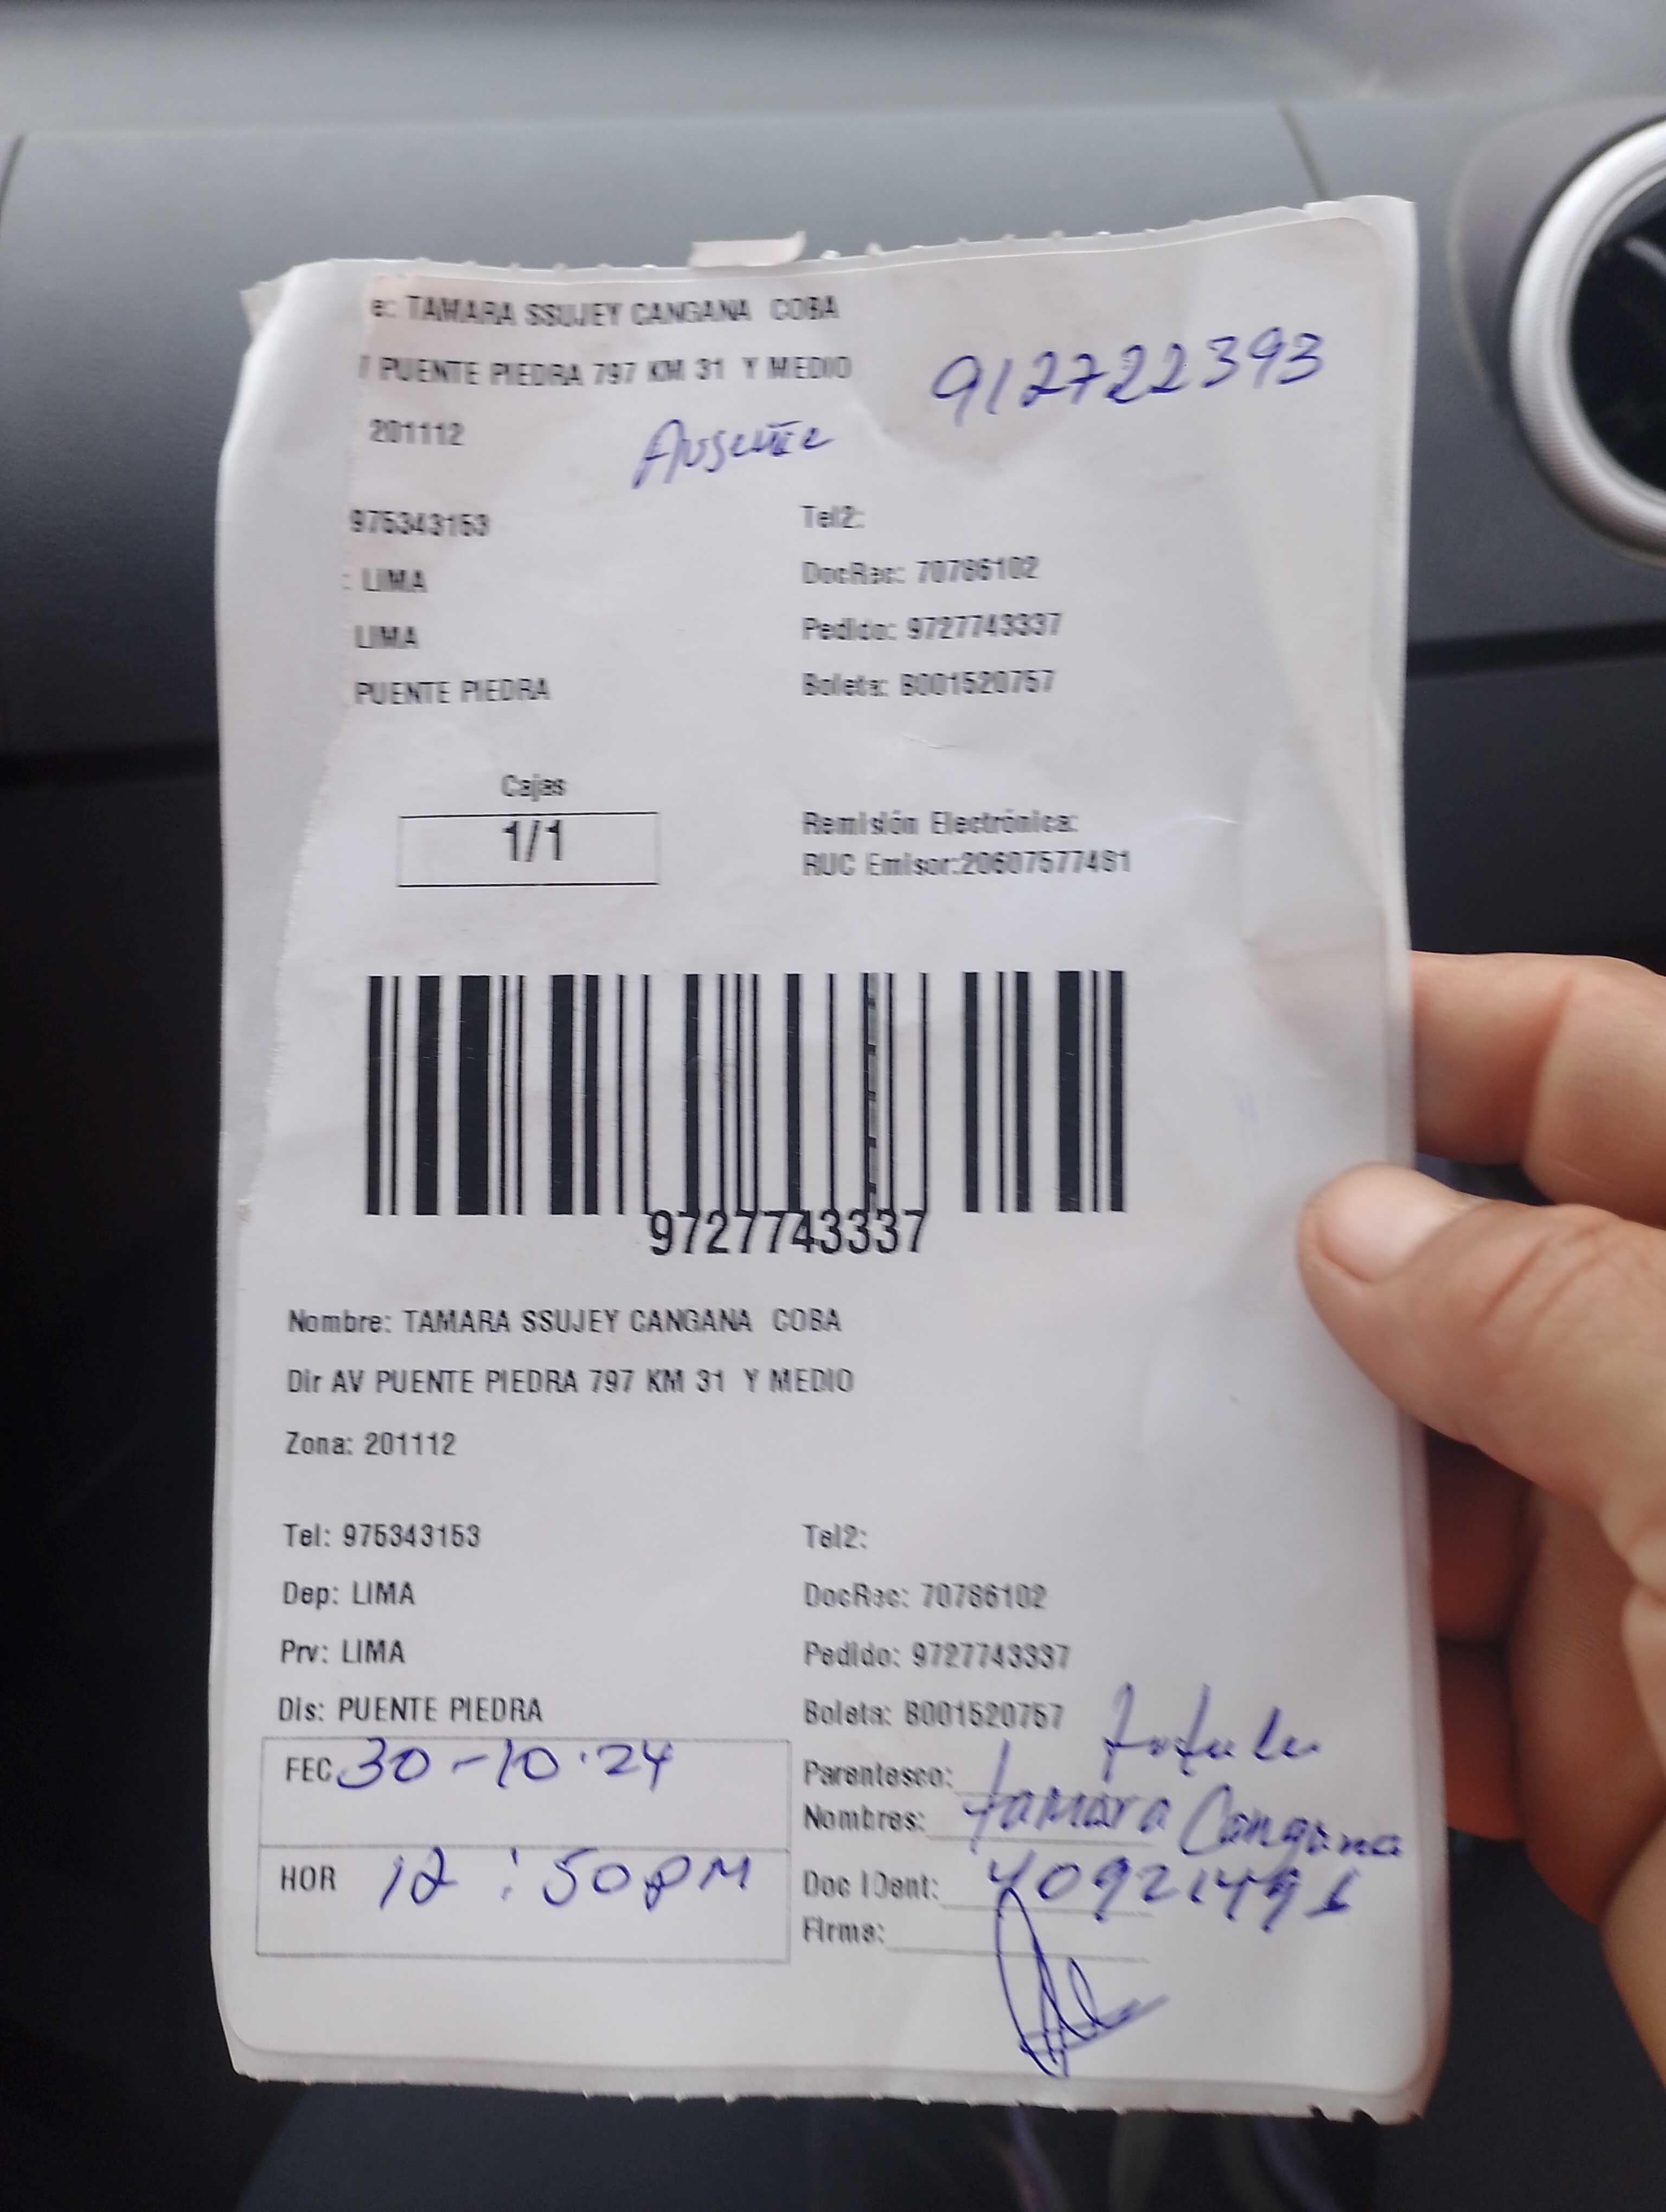 e: TAMARA SSUJEY CANGANA COBA
PUENTE PIEDRA 797 KM 31 Y MEDIO
912722393
201112
Ausente
975343153
Tel2:
: LIMA
DocRec: 70786102
LIMA
Pedido: 9727743337
PUENTE PIEDRA
Boleta: B001520757
Cajas
1/1
Remisión Electrónica:
RUC Emisor:20607577481
9727743337
Nombre: TAMARA SSUJEY CANGANA COBA
Dir AV PUENTE PIEDRA 797 KM 31 Y MEDIO
Zona: 201112
Tel: 975343153
Tel2:
Dep: LIMA
DocRec: 70786102
Prv: LIMA
Pedido: 9727743337
Dis: PUENTE PIEDRA
Boleta: B001520757
FEC 30-10.24
Parentesco:
Nombres: tamara Cangana
HOR 12:50PM
Doc IDent:
Firma: